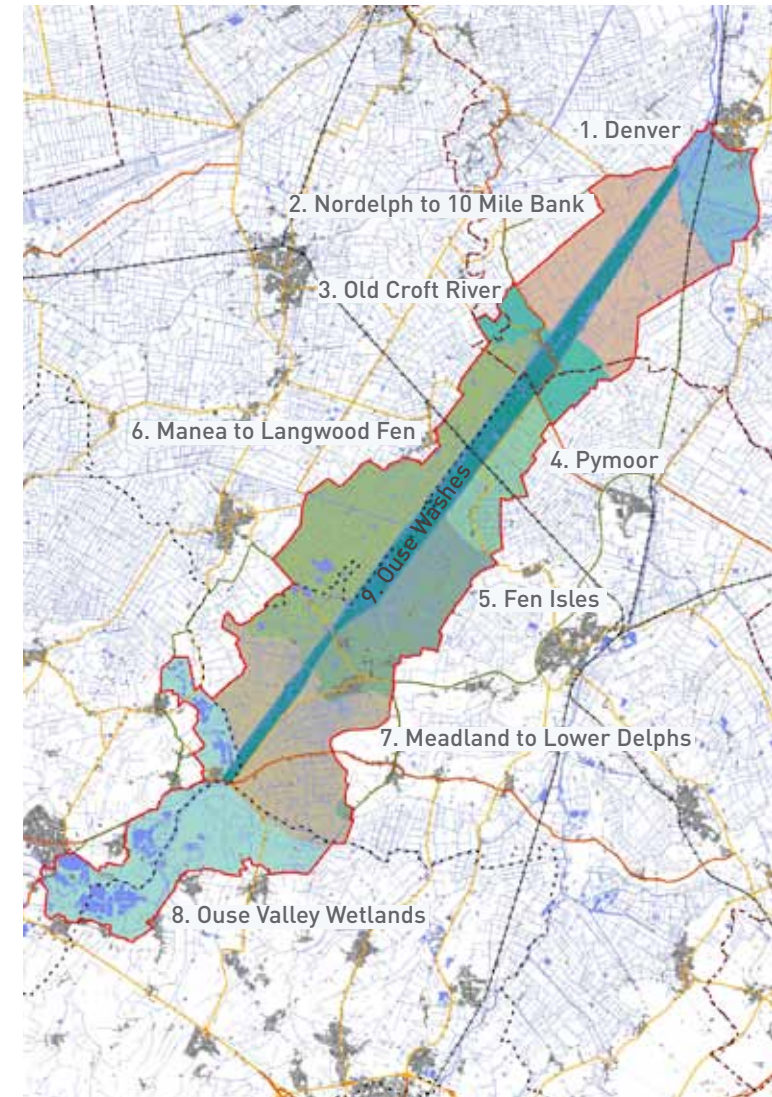 1. Denver
2. Nordelph to 10 Mile Bank
3. Old Croft River
6. Manea to Langwood Fen
4. Pymoor
9. Ouse Washes
5. Fen Isles
7. Meadland to Lower Delphs
8. Ouse Valley Wetlands